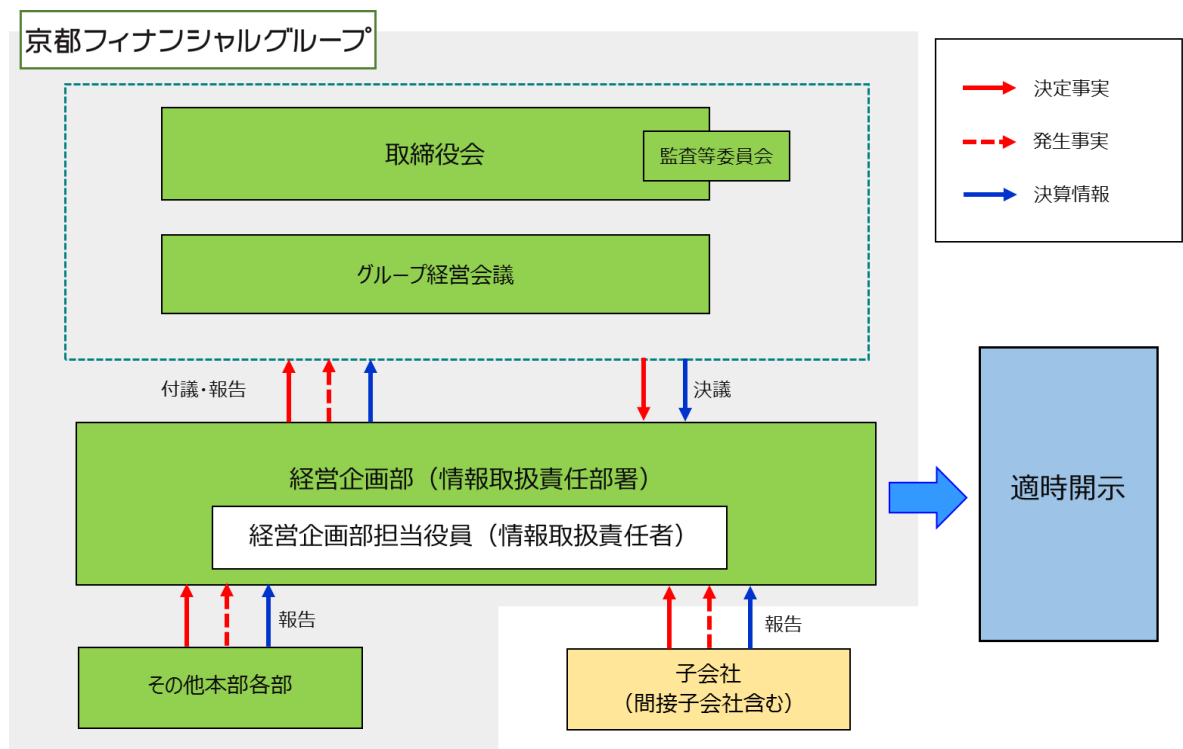 京都フィナンシャルグループ
取締役会
監査等委員会
グループ経営会議
決定事実
発生事実
決算情報
付議・報告
決議
経営企画部（情報取扱責任部署）
経営企画部担当役員（情報取扱責任者）
適時開示
報告
報告
その他本部各部
子会社
（間接子会社含む）